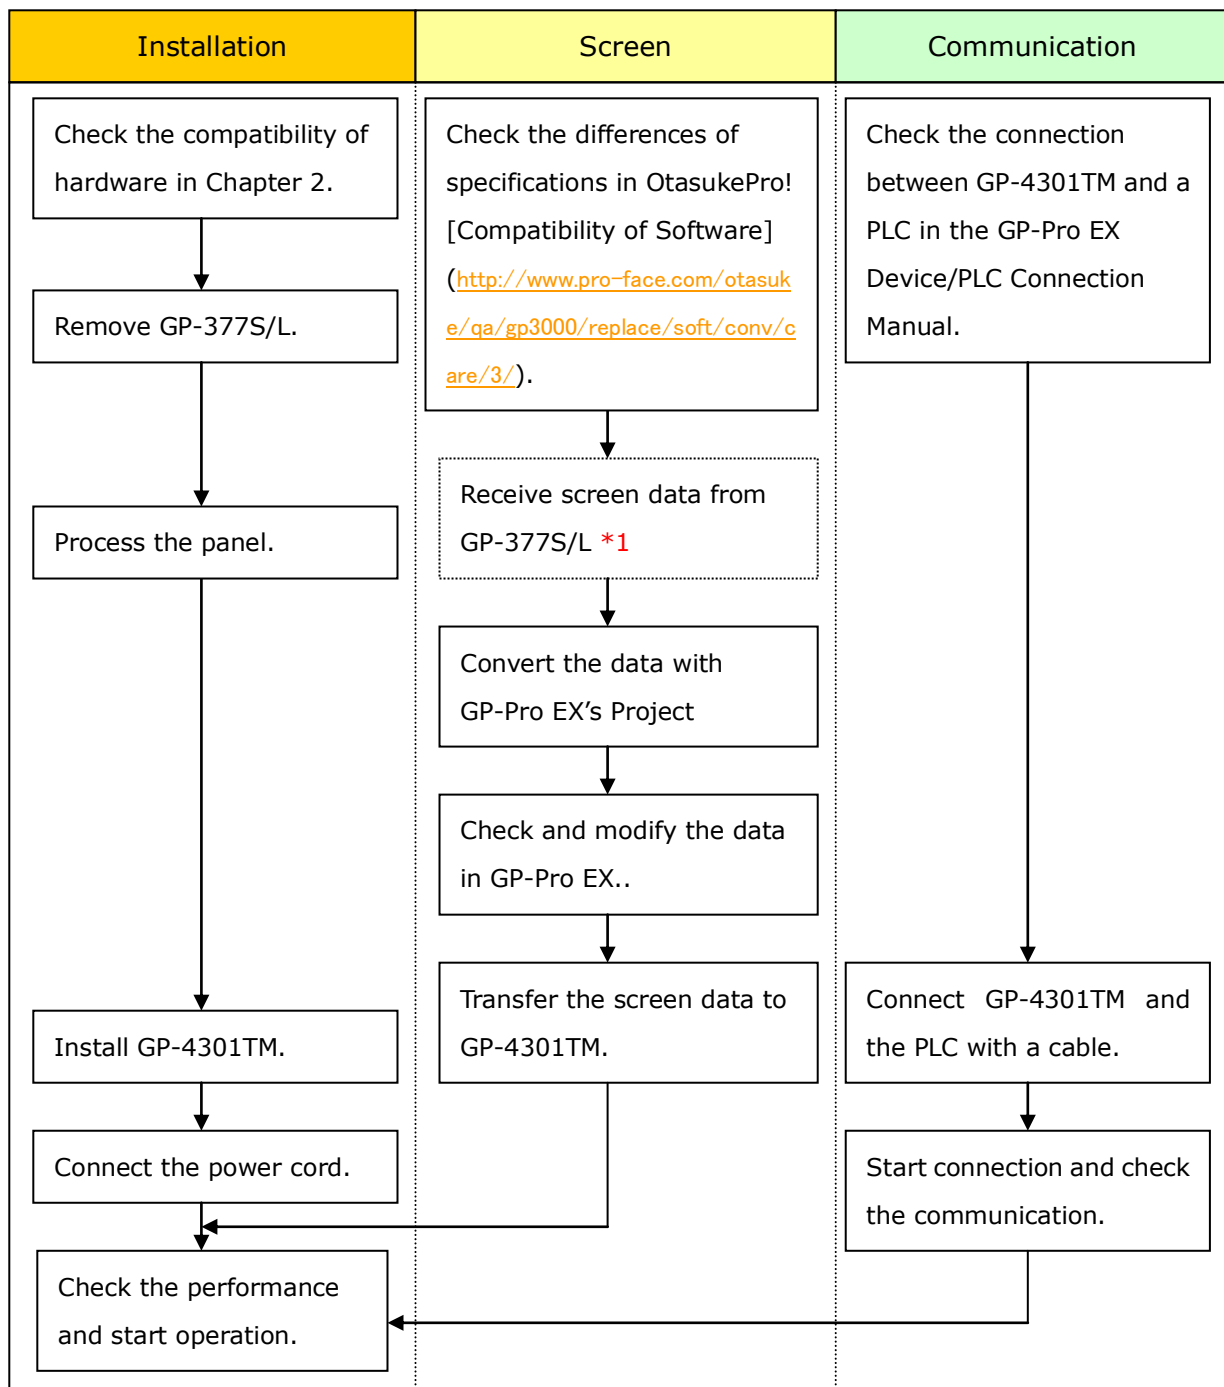 Installation
Screen
Communication
Check the compatibility of
hardware in Chapter 2.
Remove GP-377S/L.
Process the panel.
Install GP-4301TM.
Connect the power cord.
Check the performance
and start operation.
Check the differences of
specifications in OtasukePro!
[Compatibility of Software]
(http://www.pro-face.com/otasuk
e/qa/gp3000/replace/soft/conv/c
are/3/).
Receive screen data from
GP-377S/L *1
Convert the data with
GP-Pro EX’s Project
Check and modify the data
in GP-Pro EX..
Transfer the screen data to
GP-4301TM.
Check the connection
between GP-4301TM and a
PLC in the GP-Pro EX
Device/PLC Connection
Manual.
Connect GP-4301TM and
the PLC with a cable.
Start connection and check
the communication.